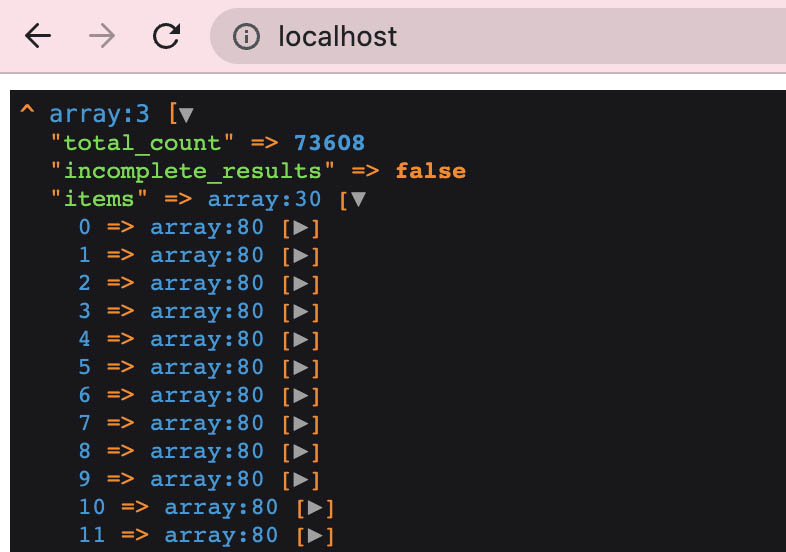 localhost
^ array:3 [▼
"total_count" => 73608
"incomplete_results" => false
"items" => array:30 [▼
0 => array:80 [▶]
1 => array:80 [▶]
2 => array:80 [▶]
3 => array:80 [▶]
4 => array:80 [▶]
5 => array:80 [▶]
6 => array:80 [▶]
7 => array:80 [▶]
8 => array:80 [▶]
9 => array:80 [▶]
10 => array:80 [▶]
11 => array:80 [▶]